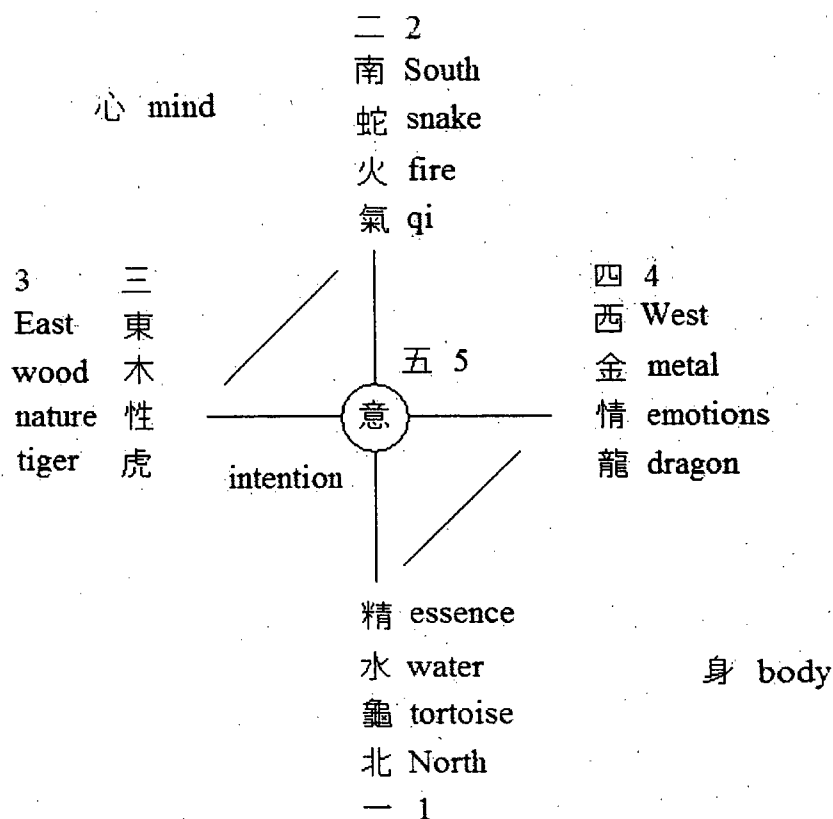 二 2
南 South
心 mind
蛇 snake
火 fire
氣 qi
3 三
East 東
wood 木
nature 性
tiger 虎
四 4
西 West
金 metal
情 emotions
龍 dragon
五 5
意
intention
精 essence
水 water
龜 tortoise
北 North
一 1
身 body